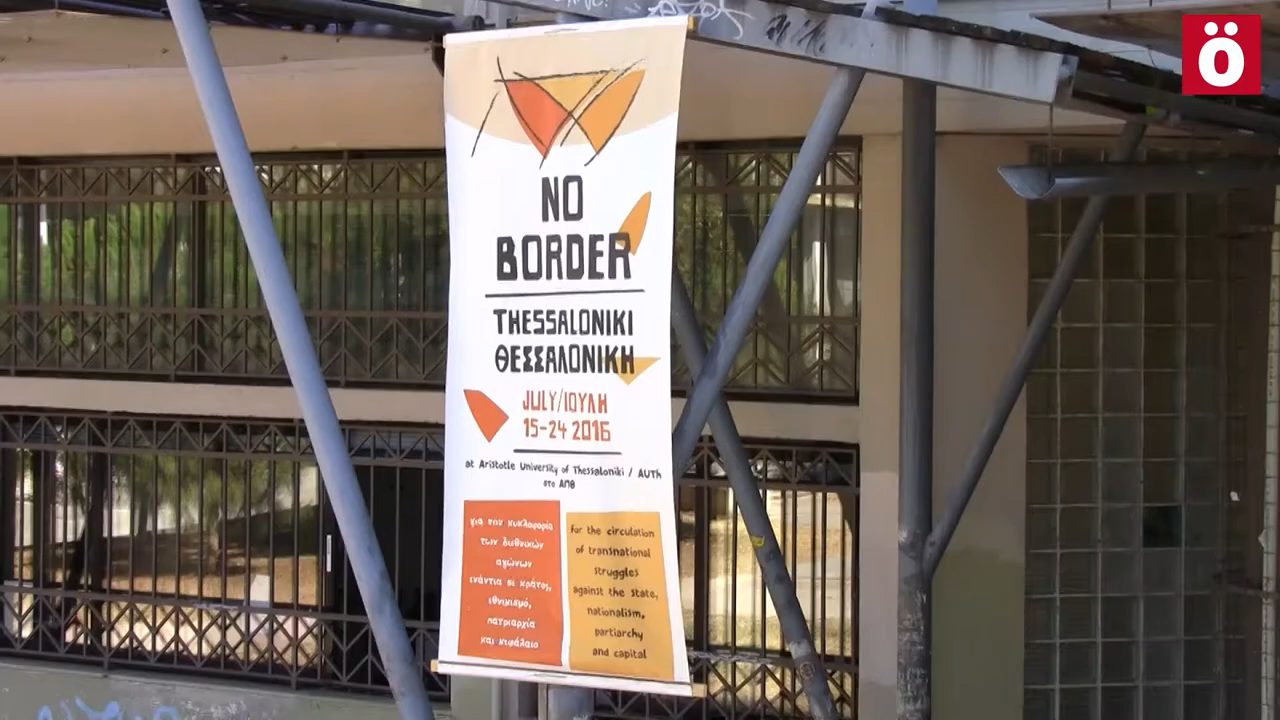 ö
NO
BORDER
THESSALONIKI
ΘΕΣΣΑΛΟΝΙΚΗ
JULY/ΙΟΥΛΗ
15-24 2016
at Aristotle University of Thessaloniki / AUTh
στο ΑΠΘ
για την κυκλοφορία
των διεθνικών
αγώνων
ενάντια σε κράτος,
εθνικισμό,
πατριαρχία
και κεφάλαιο
for the circulation
of transnational
struggles
against the state,
nationalism,
partiarchy
and capital